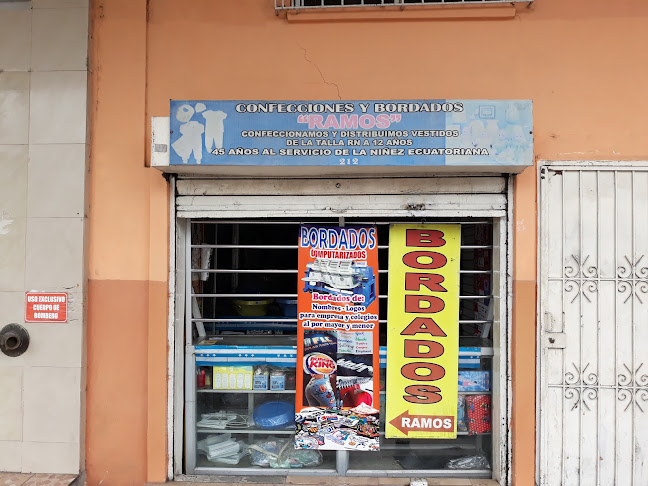 CONFECCIONES Y BORDADOS
"RAMOS"
CONFECCIONAMOS Y DISTRIBUIMOS VESTIDOS
DE LA TALLA RN A 12 AÑOS
45 AÑOS AL SERVICIO DE LA NIÑEZ ECUATORIANA
212
USO EXCLUSIVO
CUERPO DE
BOMBERO
BORDADOS
COMPUTARIZADOS
Bordados de:
Nombres - Logos
para empresa y colegios
al por mayor y menor
BURGER
KING
BORDADOS
RAMOS